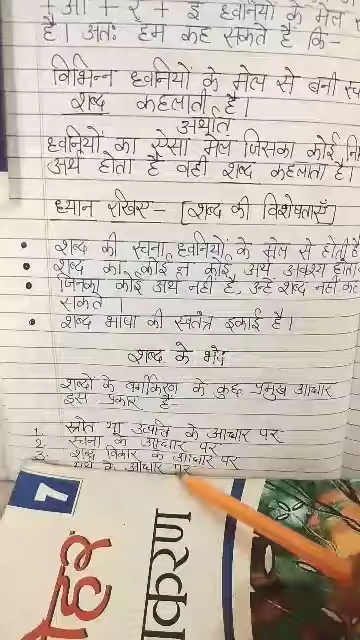 + आ + र् + इ ध्वनियों के मेल से
है। अतः हम कह सकते हैं कि-
विभिन्न ध्वनियों के मेल से बनी
शब्द कहलाती है।
अर्थात
ध्वनियों का ऐसा मेल जिसका कोई
अर्थ होता है वही शब्द कहलाता है।
ध्यान रखिए- [शब्द की विशेषताएँ]
• शब्द की रचना ध्वनियों के मेल से होती है
• शब्द का कोई न कोई अर्थ अवश्य होता
• जिनका कोई अर्थ नहीं है, उन्हें शब्द नहीं कह
सकते।
• शब्द भाषा की स्वतंत्र इकाई है।
शब्द के भेद
शब्दों के वर्गीकरण के कुछ प्रमुख आधार
इस प्रकार हैं-
1. स्रोत या उत्पत्ति के आधार पर
2. रचना के आधार पर
3. शब्द विकार के आधार पर
अर्थ के आधार पर
7
करण